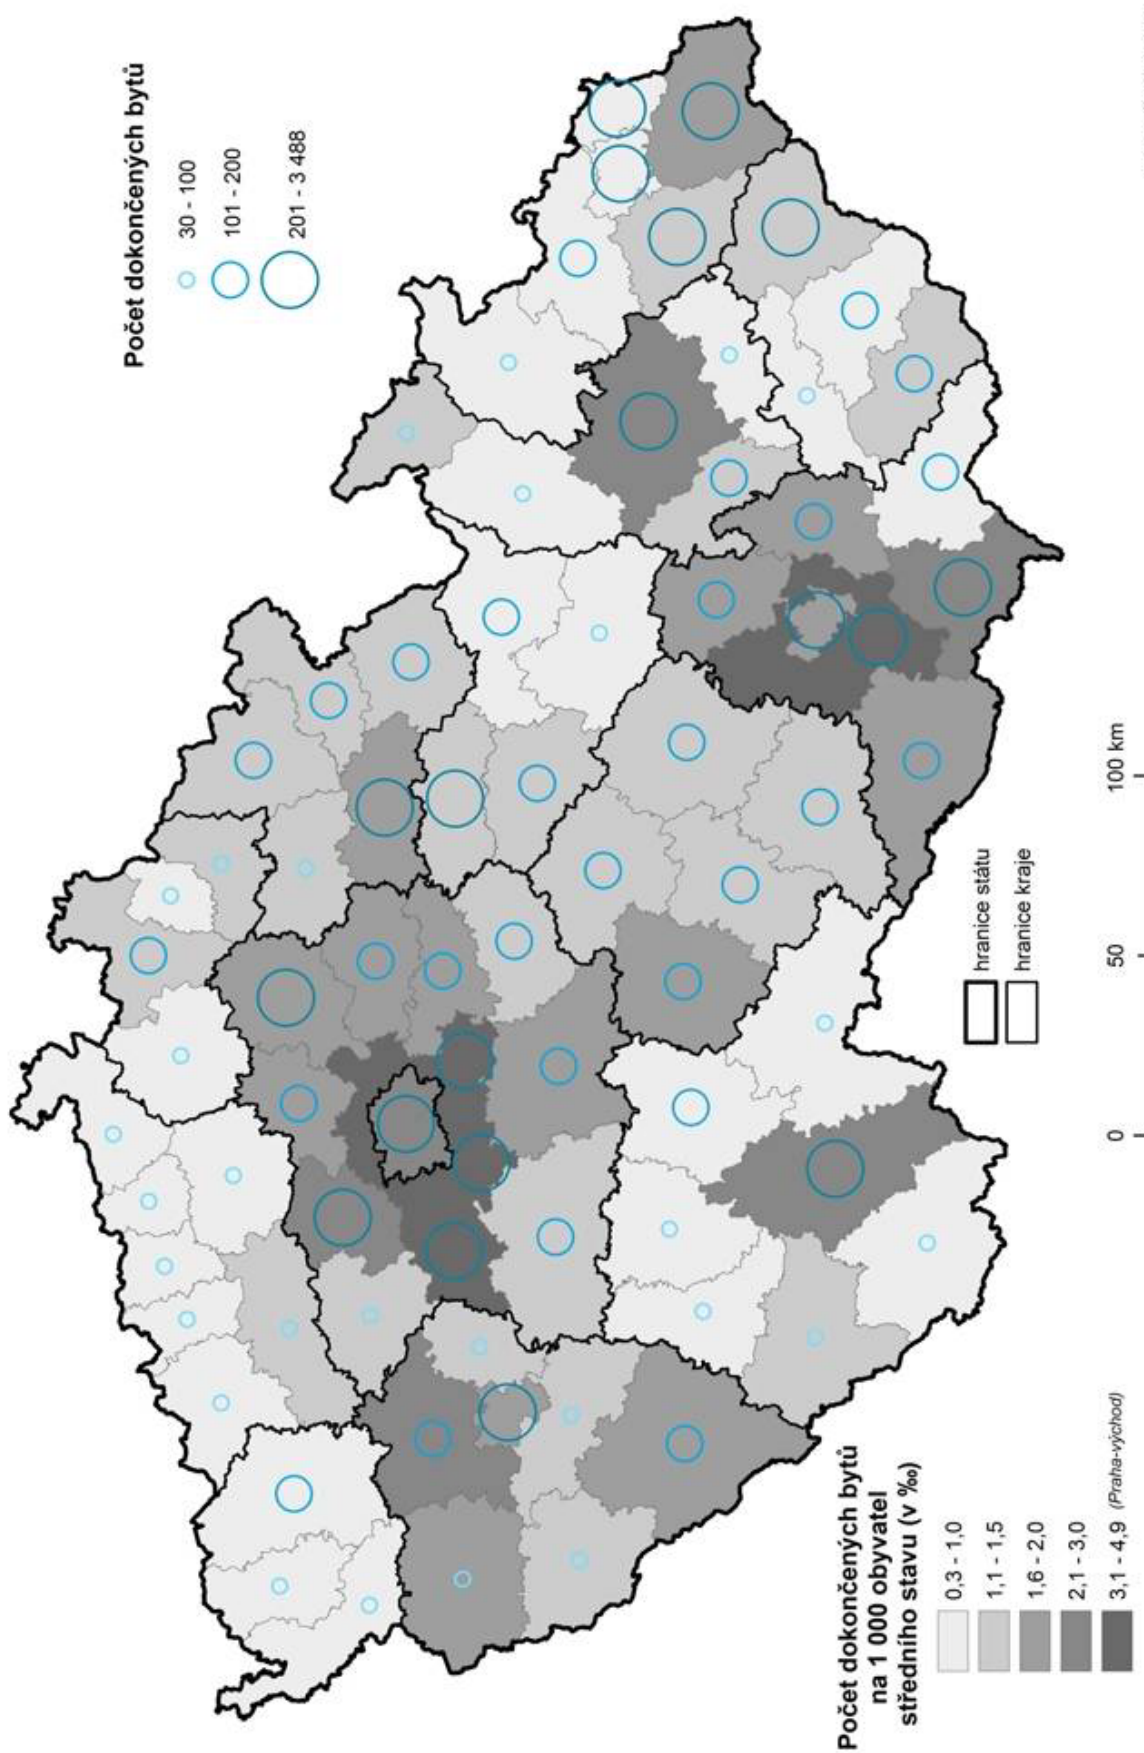 Počet dokončených bytů
30 - 100
101 - 200
201 - 3 488
Počet dokončených bytů
na 1 000 obyvatel
středního stavu (v ‰)
0,3 - 1,0
1,1 - 1,5
1,6 - 2,0
2,1 - 3,0
3,1 - 4,9 (Praha-východ)
hranice státu
hranice kraje
0
50
100 km